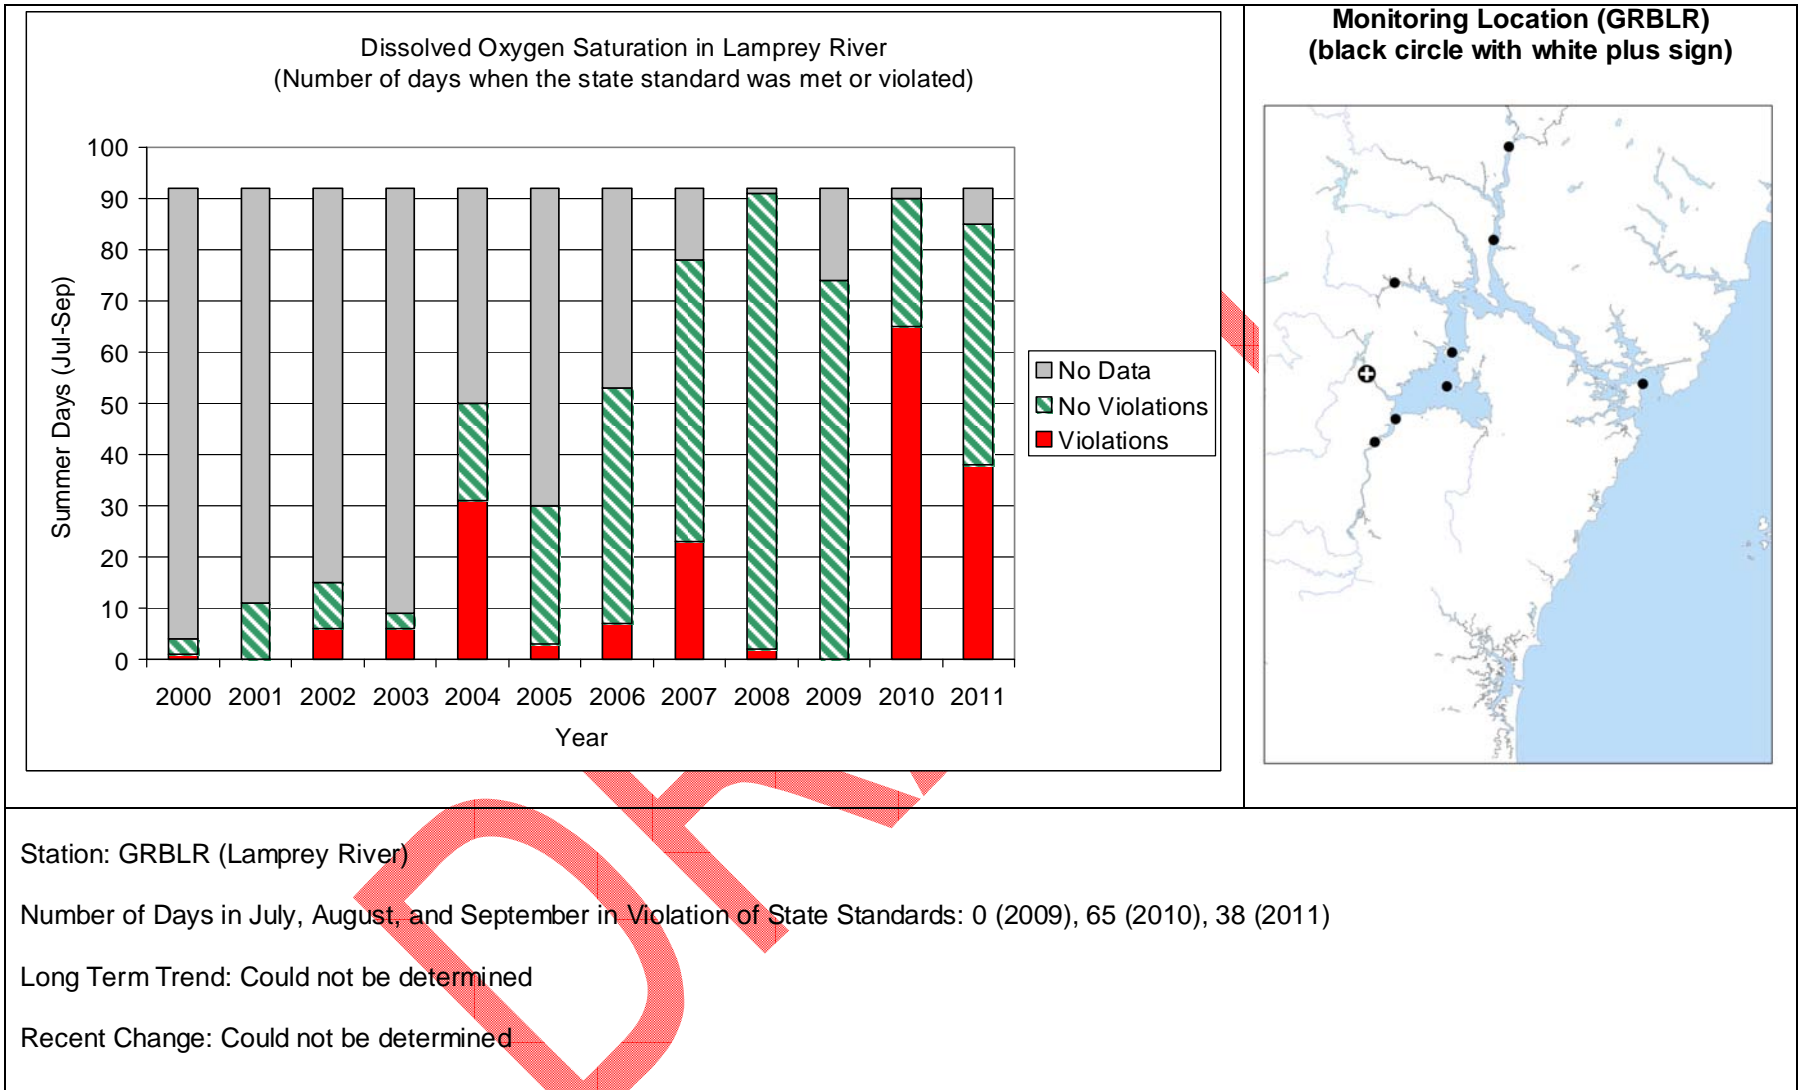 Dissolved Oxygen Saturation in Lamprey River
(Number of days when the state standard was met or violated)
100
90
80
70
60
50
40
30
20
10
0
Summer Days (Jul-Sep)
2000 2001 2002 2003 2004 2005 2006 2007 2008 2009 2010 2011
Year
No Data
No Violations
Violations
Monitoring Location (GRBLR)
(black circle with white plus sign)
Station: GRBLR (Lamprey River)
Number of Days in July, August, and September in Violation of State Standards: 0 (2009), 65 (2010), 38 (2011)
Long Term Trend: Could not be determined
Recent Change: Could not be determined